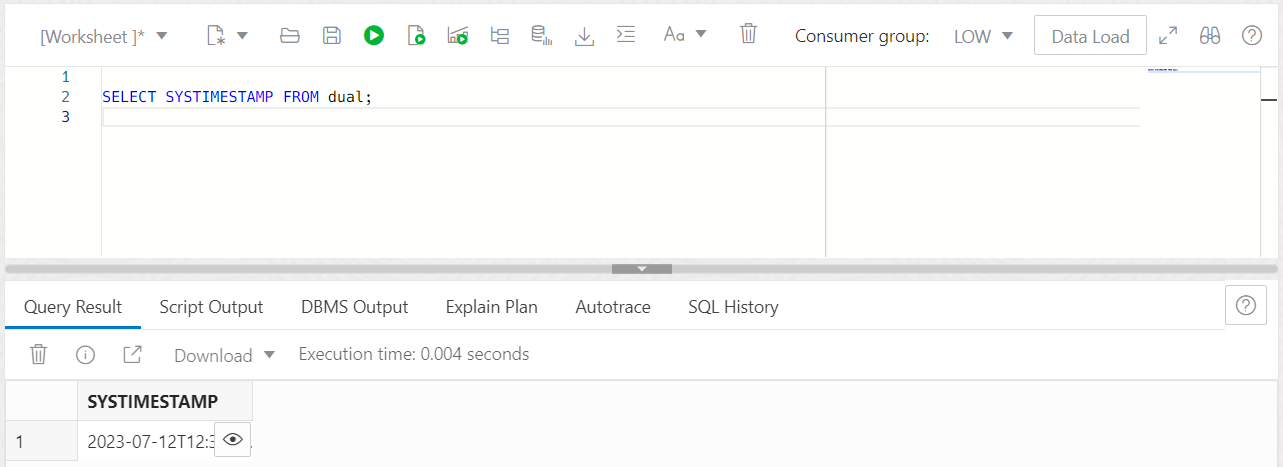 [Worksheet ]* Aa Consumer group: LOW Data Load
1
2 SELECT SYSTIMESTAMP FROM dual;
3
Query Result Script Output DBMS Output Explain Plan Autotrace SQL History
Download Execution time: 0.004 seconds
SYSTIMESTAMP
1 2023-07-12T12:3